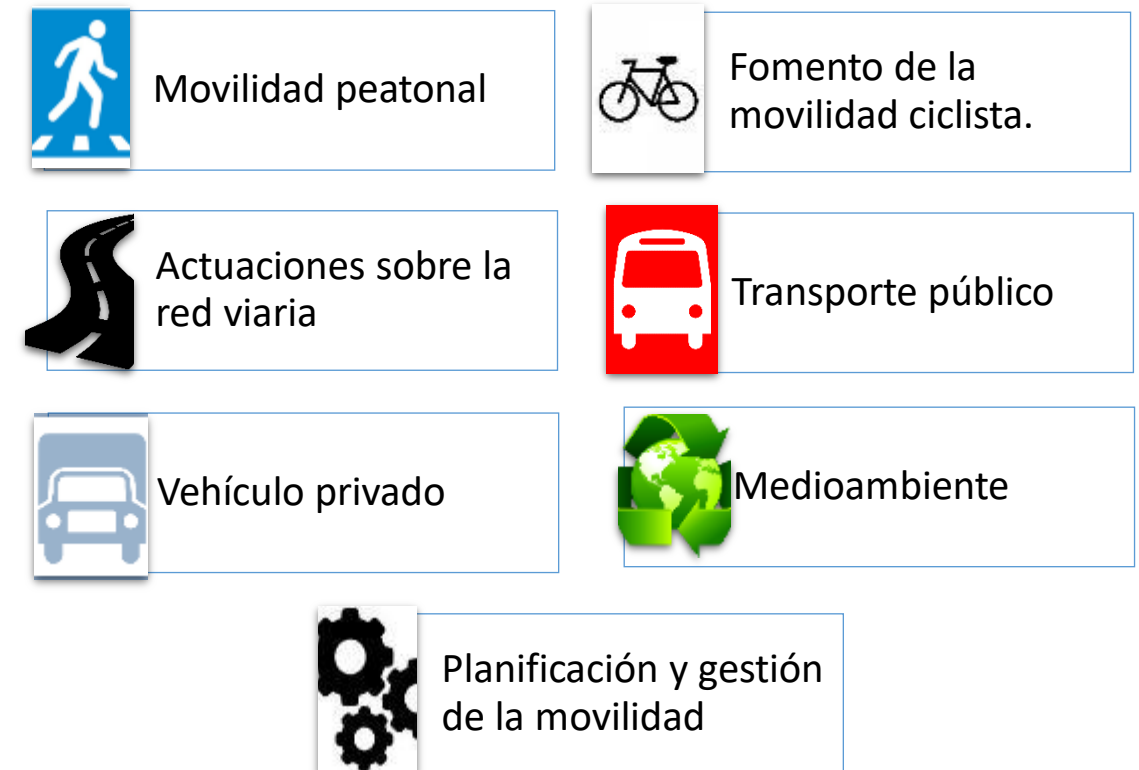 Movilidad peatonal
Fomento de la
movilidad ciclista.
Actuaciones sobre la
red viaria
Transporte público
Vehículo privado
Medioambiente
Planificación y gestión
de la movilidad